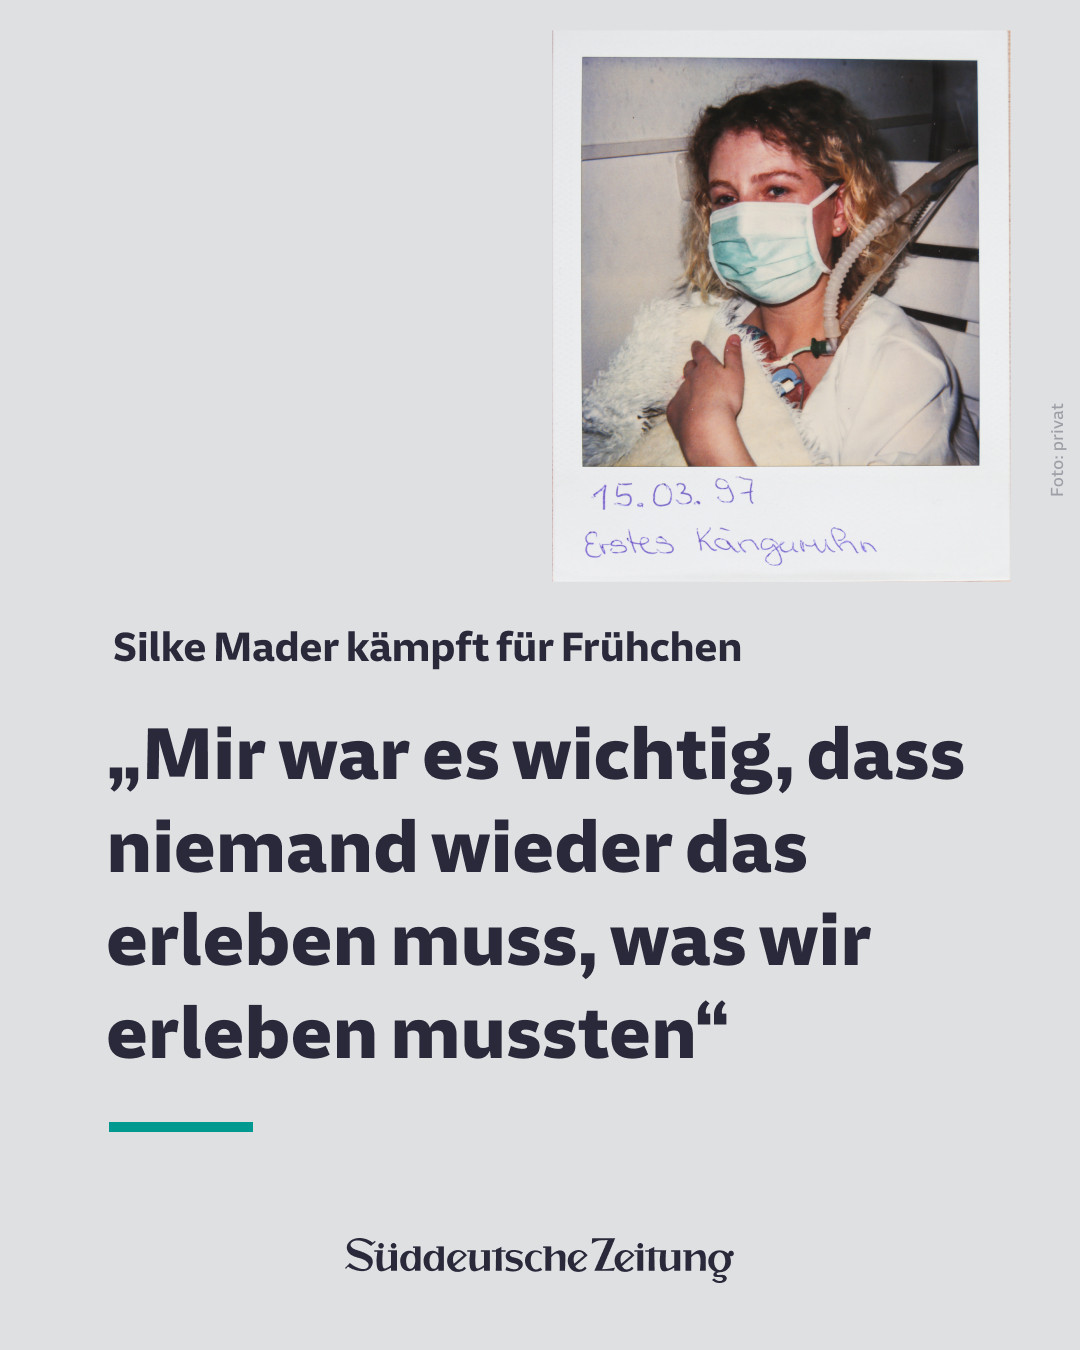 15.03.97
Erstes Känguruhn
Foto: privat
Silke Mader kämpft für Frühchen
„Mir war es wichtig, dass
niemand wieder das
erleben muss, was wir
erleben mussten“
Süddeutsche Zeitung